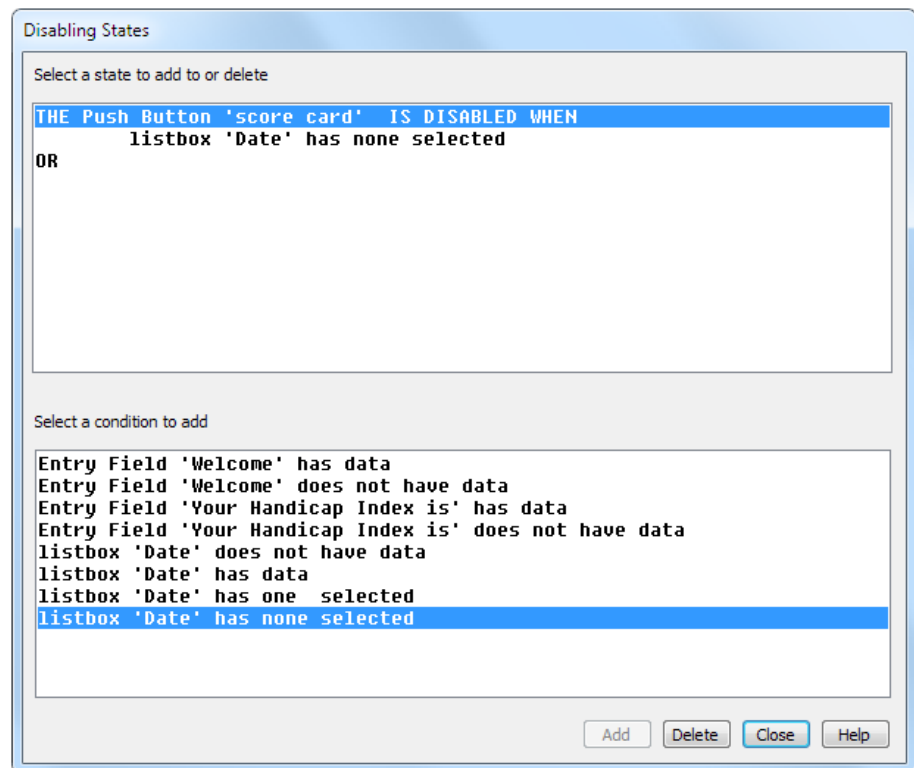 Disabling States
Select a state to add to or delete
THE Push Button 'score card'  IS DISABLED WHEN
listbox 'Date' has none selected
OR
Select a condition to add
Entry Field 'Welcome' has data
Entry Field 'Welcome' does not have data
Entry Field 'Your Handicap Index is' has data
Entry Field 'Your Handicap Index is' does not have data
listbox 'Date' does not have data
listbox 'Date' has data
listbox 'Date' has one  selected
listbox 'Date' has none selected
Add Delete Close Help